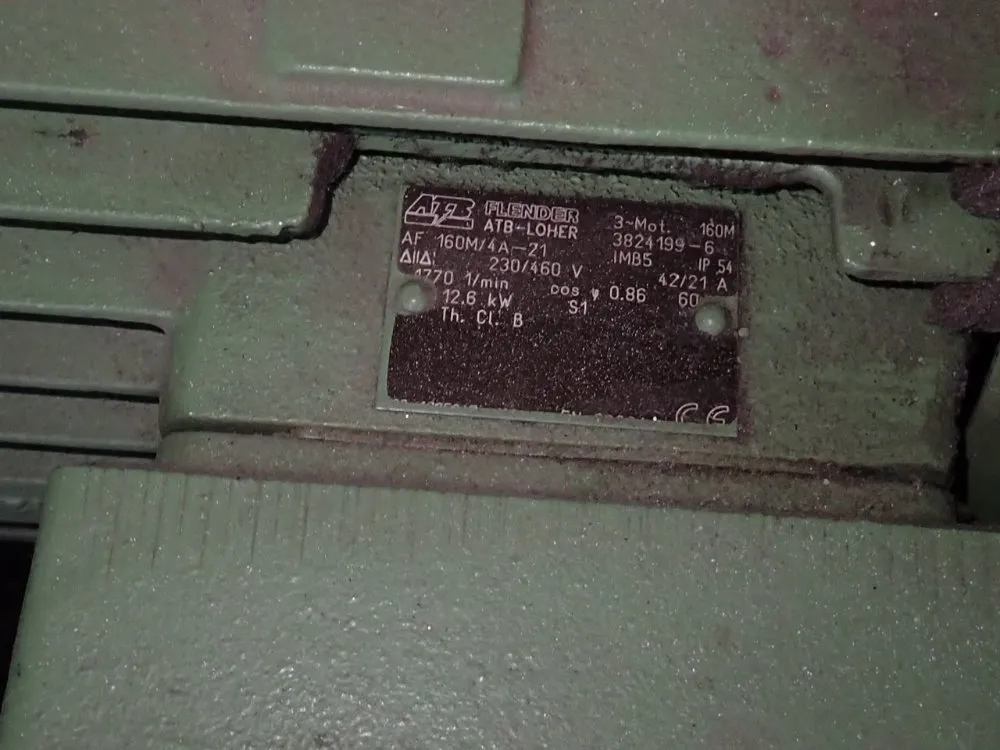 ATB FLENDER
ATB-LOHER
3~Mot. 160M
AF 160M/4A-21 3824199-6
IMB5 IP 54
Δ||Δ: 230/460 V 42/21 A
1770 1/min cos φ 0.86 60
12.6 kW S1
Th. Cl. B
CE